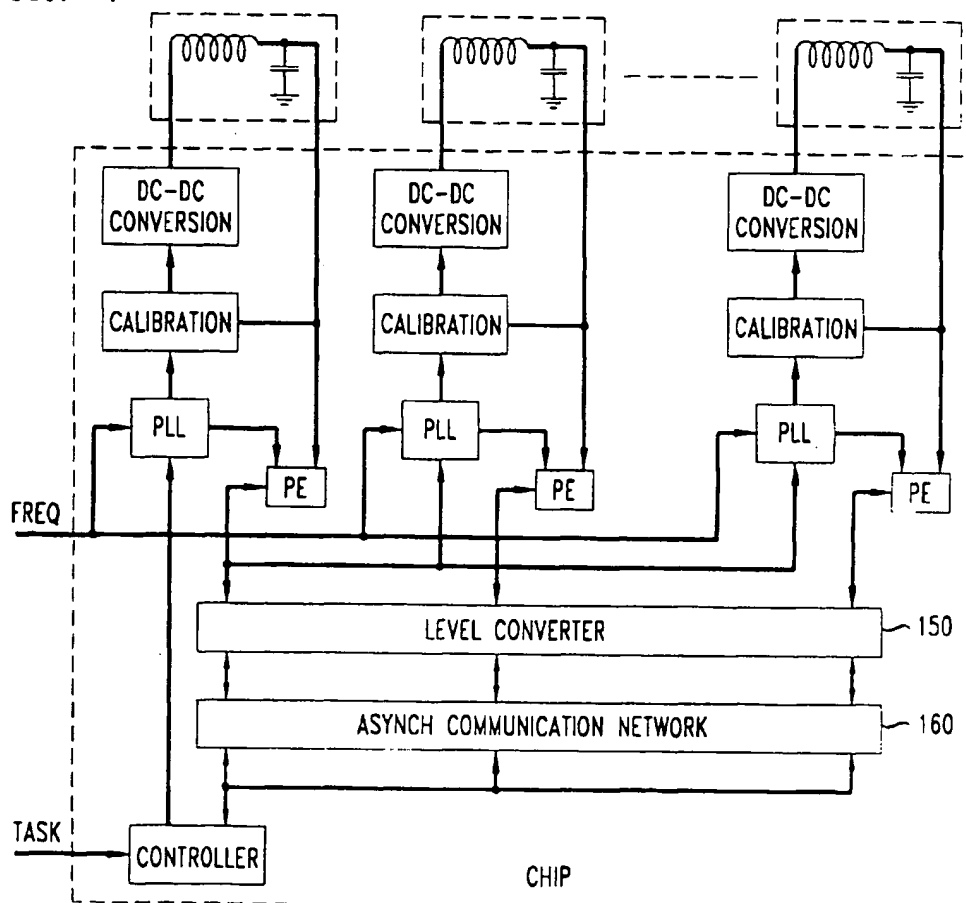 DC-DC
CONVERSION
DC-DC
CONVERSION
DC-DC
CONVERSION
CALIBRATION
CALIBRATION
CALIBRATION
PLL
PLL
PLL
PE
PE
PE
FREQ
LEVEL CONVERTER
150
ASYNCH COMMUNICATION NETWORK
160
TASK
CONTROLLER
CHIP